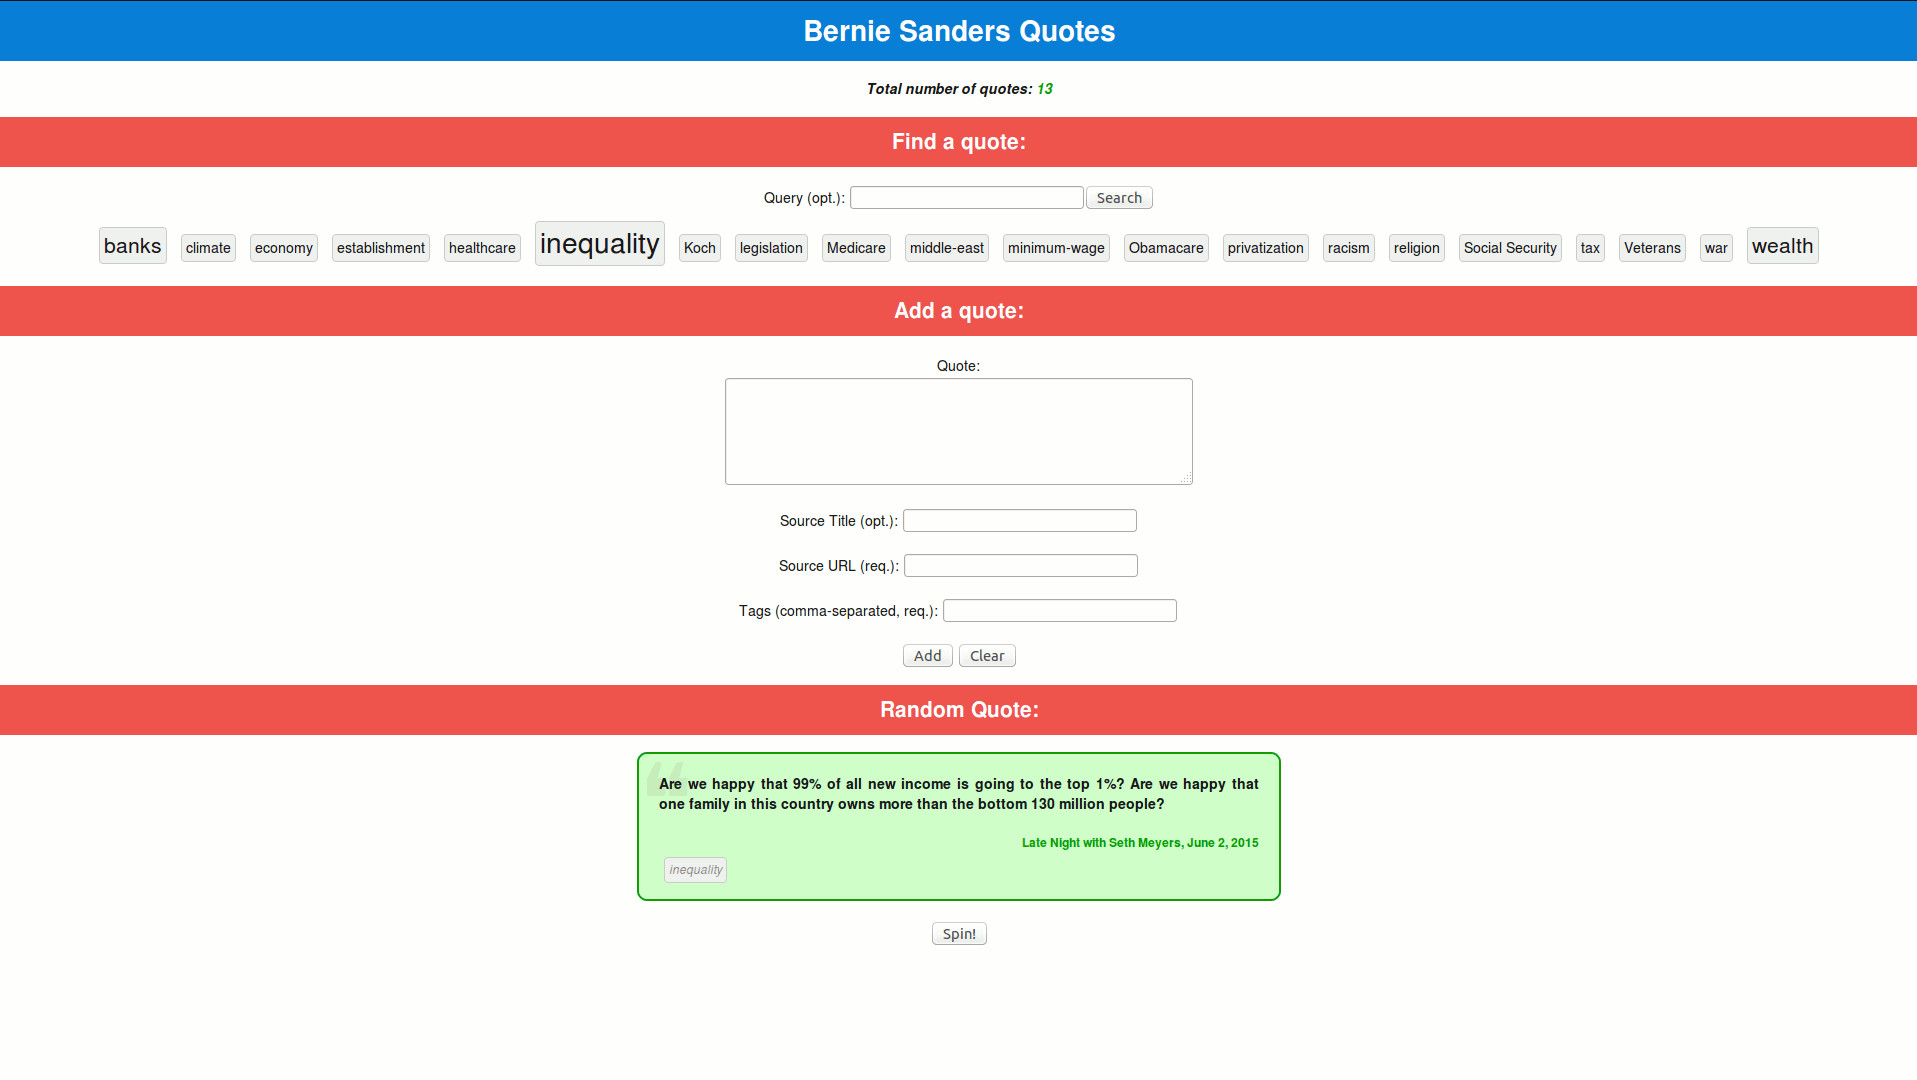 Bernie Sanders Quotes
Total number of quotes: 13
Find a quote:
Query (opt.): Search
banks climate economy establishment healthcare inequality Koch legislation Medicare middle-east minimum-wage Obamacare privatization racism religion Social Security tax Veterans war wealth
Add a quote:
Quote:
Source Title (opt.):
Source URL (req.):
Tags (comma-separated, req.):
Add Clear
Random Quote:
Are we happy that 99% of all new income is going to the top 1%? Are we happy that
one family in this country owns more than the bottom 130 million people?
Late Night with Seth Meyers, June 2, 2015
inequality
Spin!